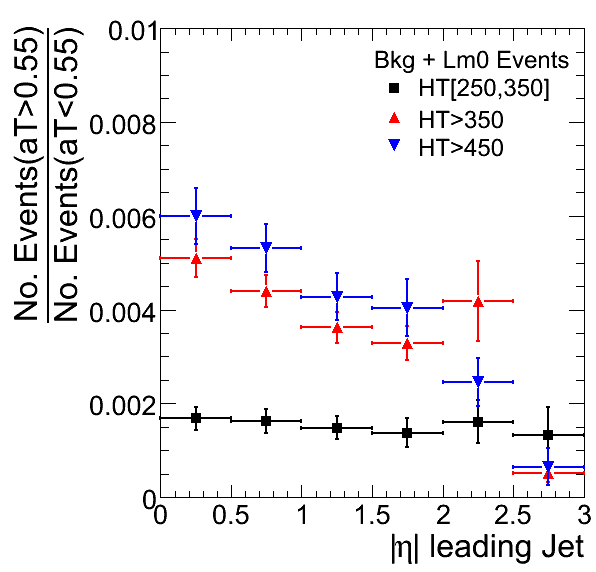 No. Events(aT>0.55)
No. Events(aT<0.55)
0.01
0.008
0.006
0.004
0.002
0
Bkg + Lm0 Events
HT[250,350]
HT>350
HT>450
0 0.5 1 1.5 2 2.5 3
|η| leading Jet